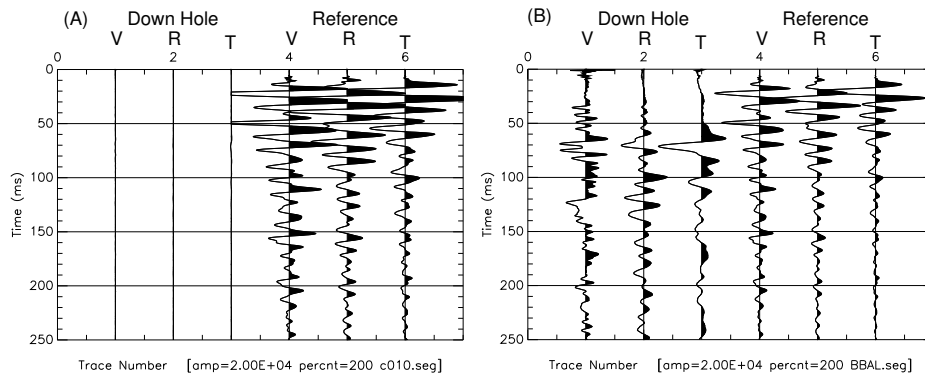 (A) Down Hole Reference
V R T V R T
0 2 4 6
0
50
100
150
200
250
Time (ms)
Trace Number [amp=2.00E+04 percnt=200 c010.seg]
(B) Down Hole Reference
V R T V R T
0 2 4 6
0
50
100
150
200
250
Time (ms)
Trace Number [amp=2.00E+04 percnt=200 BBAL.seg]